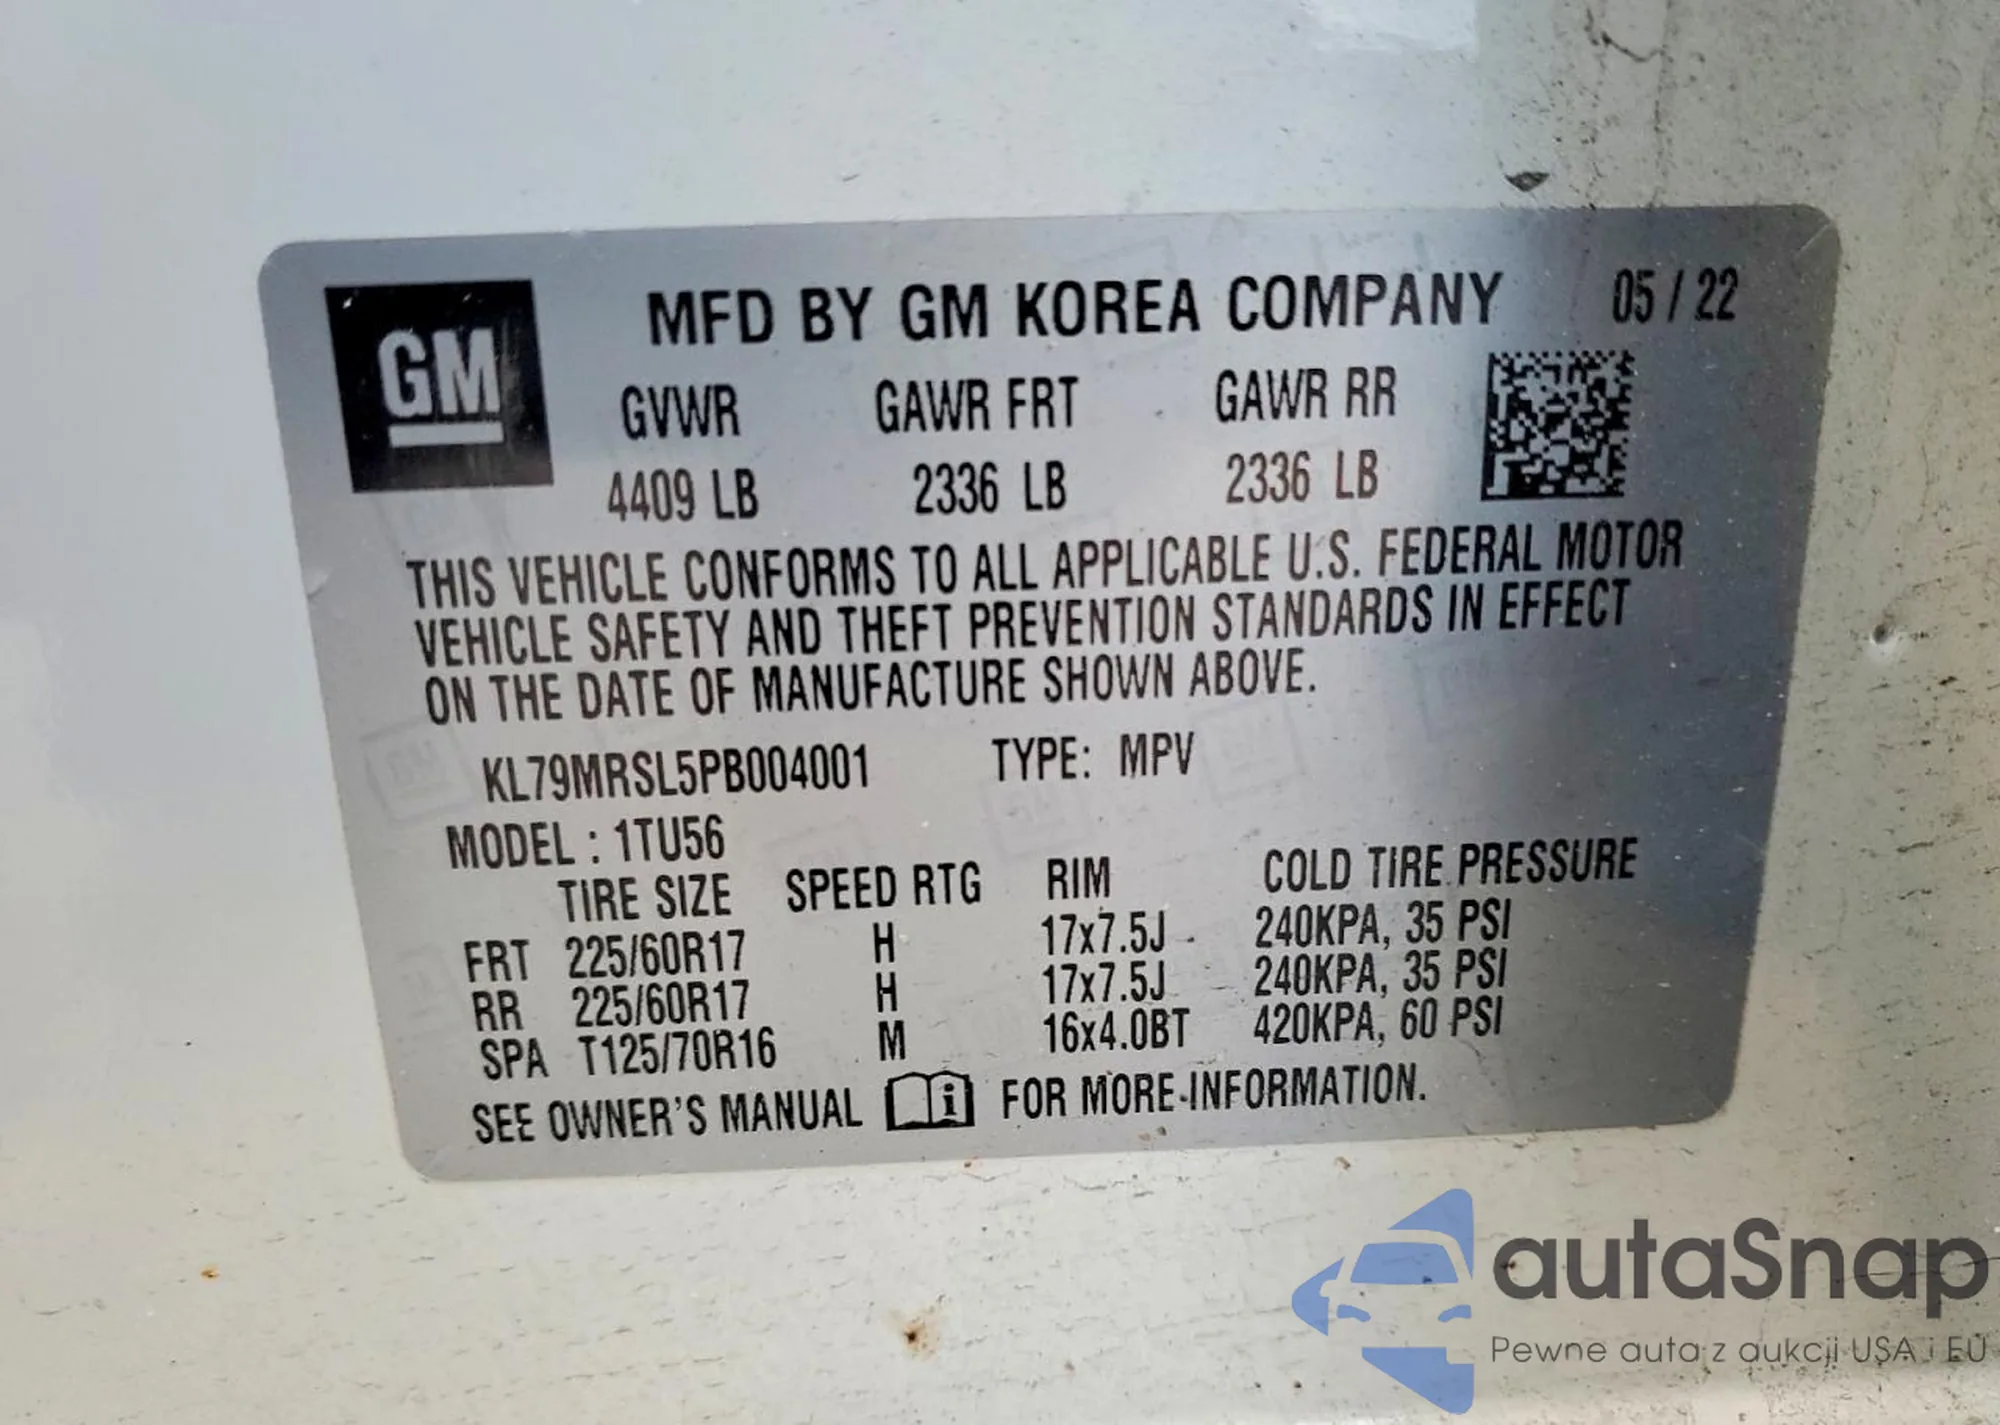 GM
MFD BY GM KOREA COMPANY 05 / 22
GVWR GAWR FRT GAWR RR
4409 LB 2336 LB 2336 LB
THIS VEHICLE CONFORMS TO ALL APPLICABLE U.S. FEDERAL MOTOR
VEHICLE SAFETY AND THEFT PREVENTION STANDARDS IN EFFECT
ON THE DATE OF MANUFACTURE SHOWN ABOVE.
KL79MRSL5PB004001 TYPE: MPV
MODEL : 1TU56
TIRE SIZE SPEED RTG RIM COLD TIRE PRESSURE
FRT 225/60R17 H 17x7.5J 240KPA, 35 PSI
RR 225/60R17 H 17x7.5J 240KPA, 35 PSI
SPA T125/70R16 M 16x4.0BT 420KPA, 60 PSI
SEE OWNER'S MANUAL i FOR MORE INFORMATION.
autaSnap
Pewne auta z aukcji USA i EU